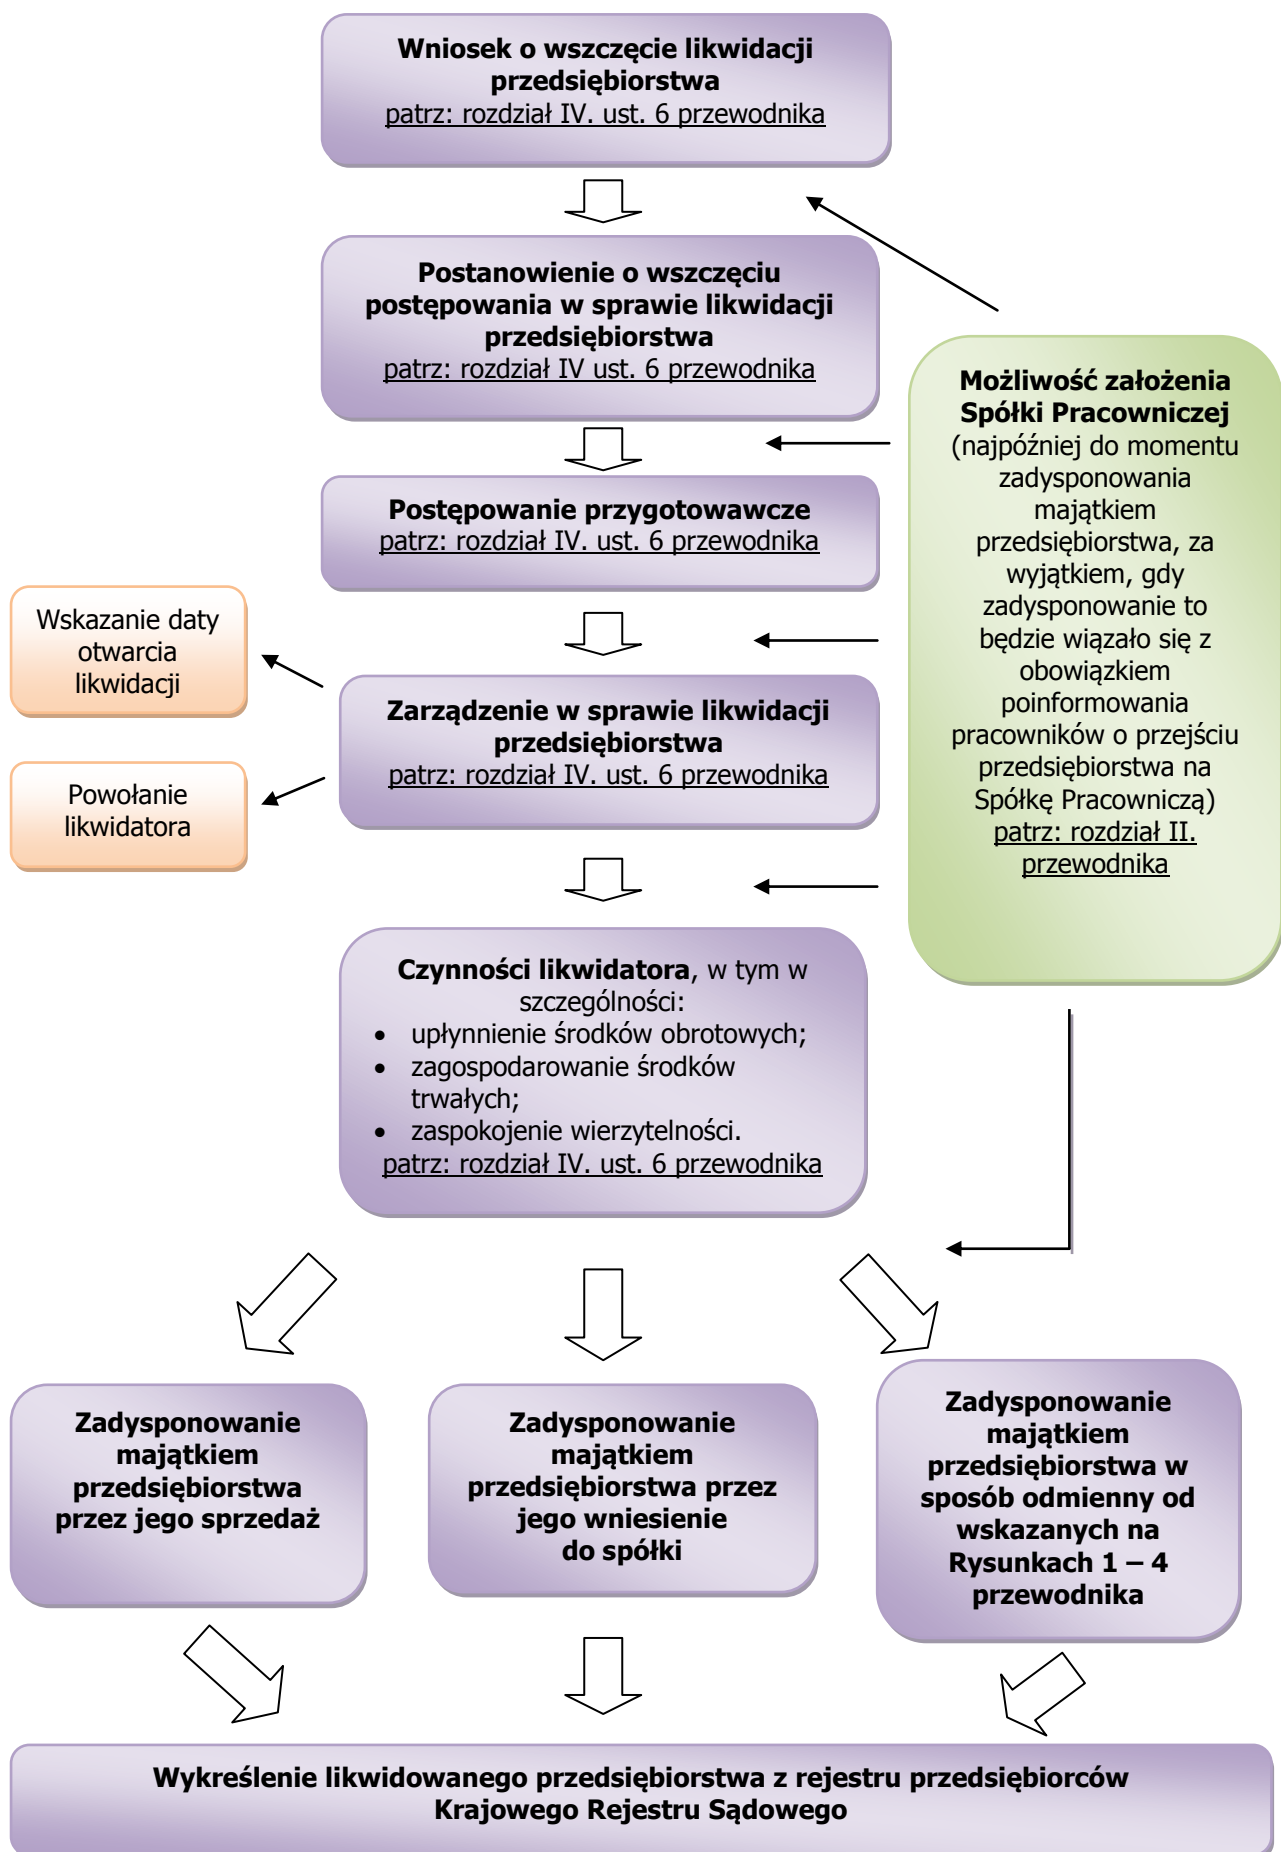 Wniosek o wszczęcie likwidacji
przedsiębiorstwa
patrz: rozdział IV. ust. 6 przewodnika
Postanowienie o wszczęciu
postępowania w sprawie likwidacji
przedsiębiorstwa
patrz: rozdział IV ust. 6 przewodnika
Postępowanie przygotowawcze
patrz: rozdział IV. ust. 6 przewodnika
Wskazanie daty
otwarcia
likwidacji
Zarządzenie w sprawie likwidacji
przedsiębiorstwa
patrz: rozdział IV. ust. 6 przewodnika
Powołanie
likwidatora
Możliwość założenia
Spółki Pracowniczej
(najpóźniej do momentu
zadysponowania
majątkiem
przedsiębiorstwa, za
wyjątkiem, gdy
zadysponowanie to
będzie wiązało się z
obowiązkiem
poinformowania
pracowników o przejściu
przedsiębiorstwa na
Spółkę Pracowniczą)
patrz: rozdział II.
przewodnika
Czynności likwidatora, w tym w
szczególności:
• upłynnienie środków obrotowych;
• zagospodarowanie środków
trwałych;
• zaspokojenie wierzytelności.
patrz: rozdział IV. ust. 6 przewodnika
Zadysponowanie
majątkiem
przedsiębiorstwa
przez jego sprzedaż
Zadysponowanie
majątkiem
przedsiębiorstwa przez
jego wniesienie
do spółki
Zadysponowanie
majątkiem
przedsiębiorstwa w
sposób odmienny od
wskazanych na
Rysunkach 1 – 4
przewodnika
Wykreślenie likwidowanego przedsiębiorstwa z rejestru przedsiębiorców
Krajowego Rejestru Sądowego